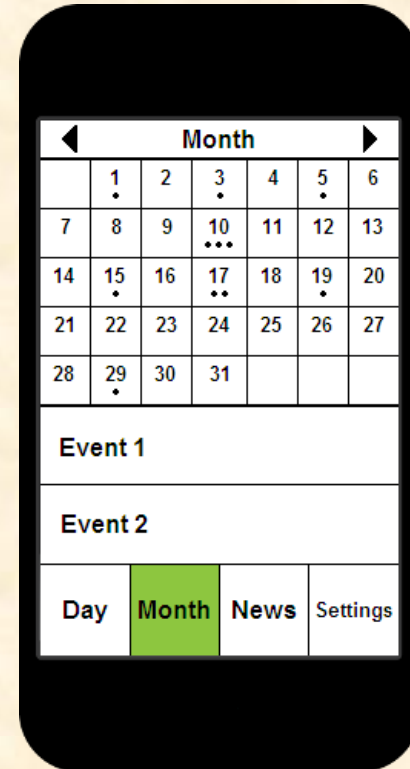 Month
1 2 3 4 5 6
7 8 9 10 11 12 13
14 15 16 17 18 19 20
21 22 23 24 25 26 27
28 29 30 31
Event 1
Event 2
Day Month News Settings